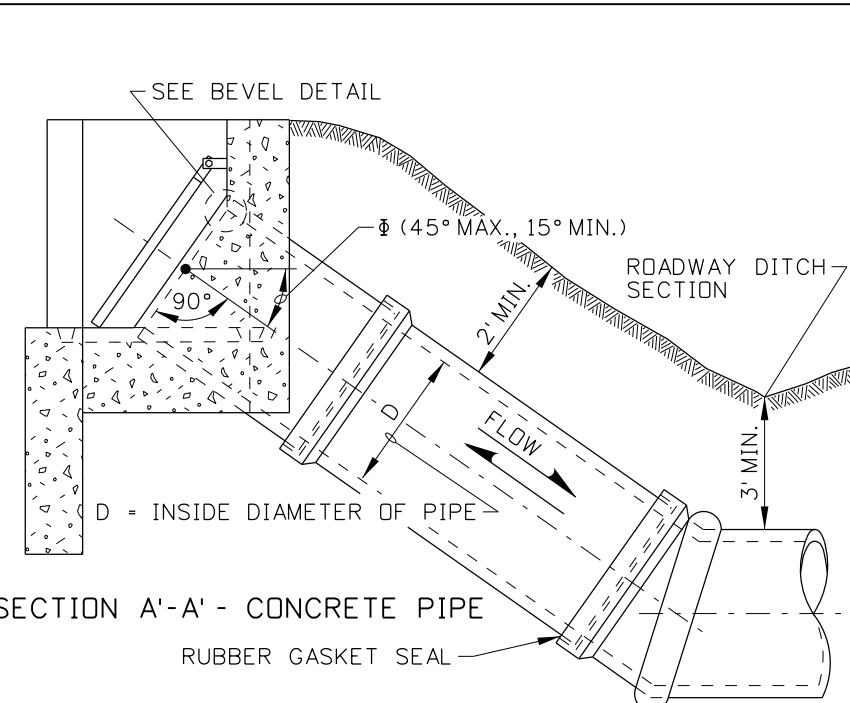 SEE BEVEL DETAIL
Φ (45° MAX., 15° MIN.)
ROADWAY DITCH
SECTION
90°
Φ
2' MIN.
D
FLOW
3' MIN.
D = INSIDE DIAMETER OF PIPE
SECTION A'-A' - CONCRETE PIPE
RUBBER GASKET SEAL